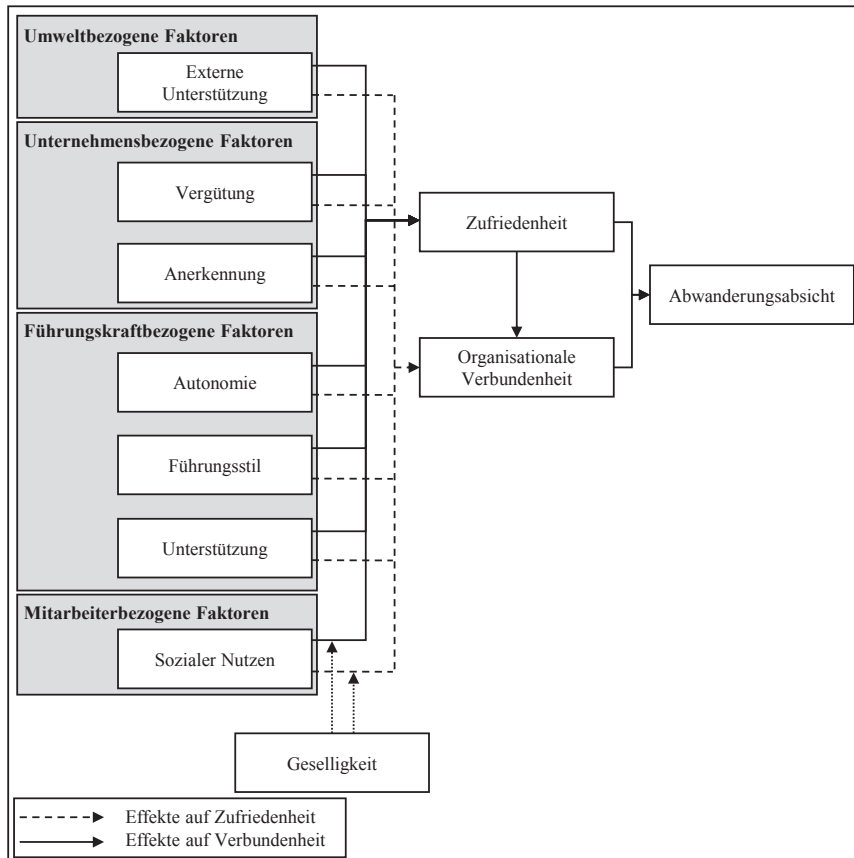 Umweltbezogene Faktoren
Externe
Unterstützung
Unternehmensbezogene Faktoren
Vergütung
Anerkennung
Führungskraftbezogene Faktoren
Autonomie
Führungsstil
Unterstützung
Mitarbeiterbezogene Faktoren
Sozialer Nutzen
Zufriedenheit
Organisationale
Verbundenheit
Abwanderungsabsicht
Geselligkeit
Effekte auf Zufriedenheit
Effekte auf Verbundenheit